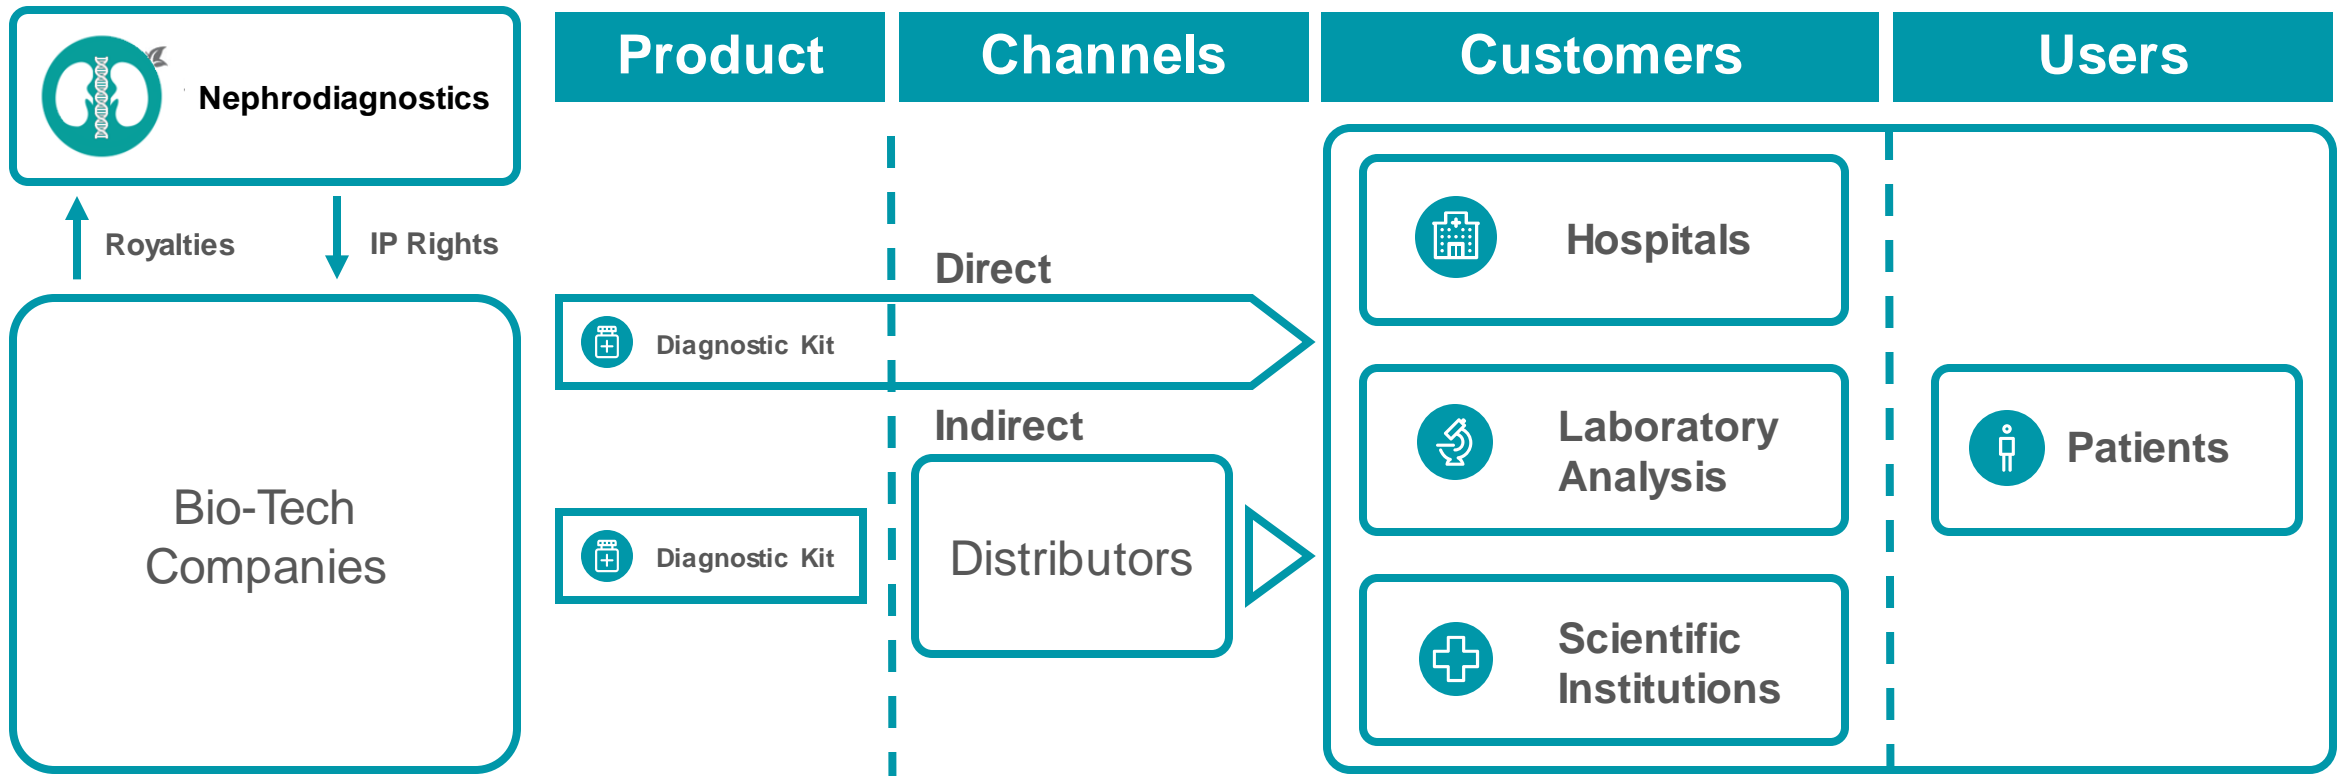 Nephrodiagnostics
Royalties
IP Rights
Bio-Tech
Companies
Product
Channels
Customers
Users
Direct
Diagnostic Kit
Indirect
Diagnostic Kit
Distributors
Hospitals
Laboratory
Analysis
Scientific
Institutions
Patients